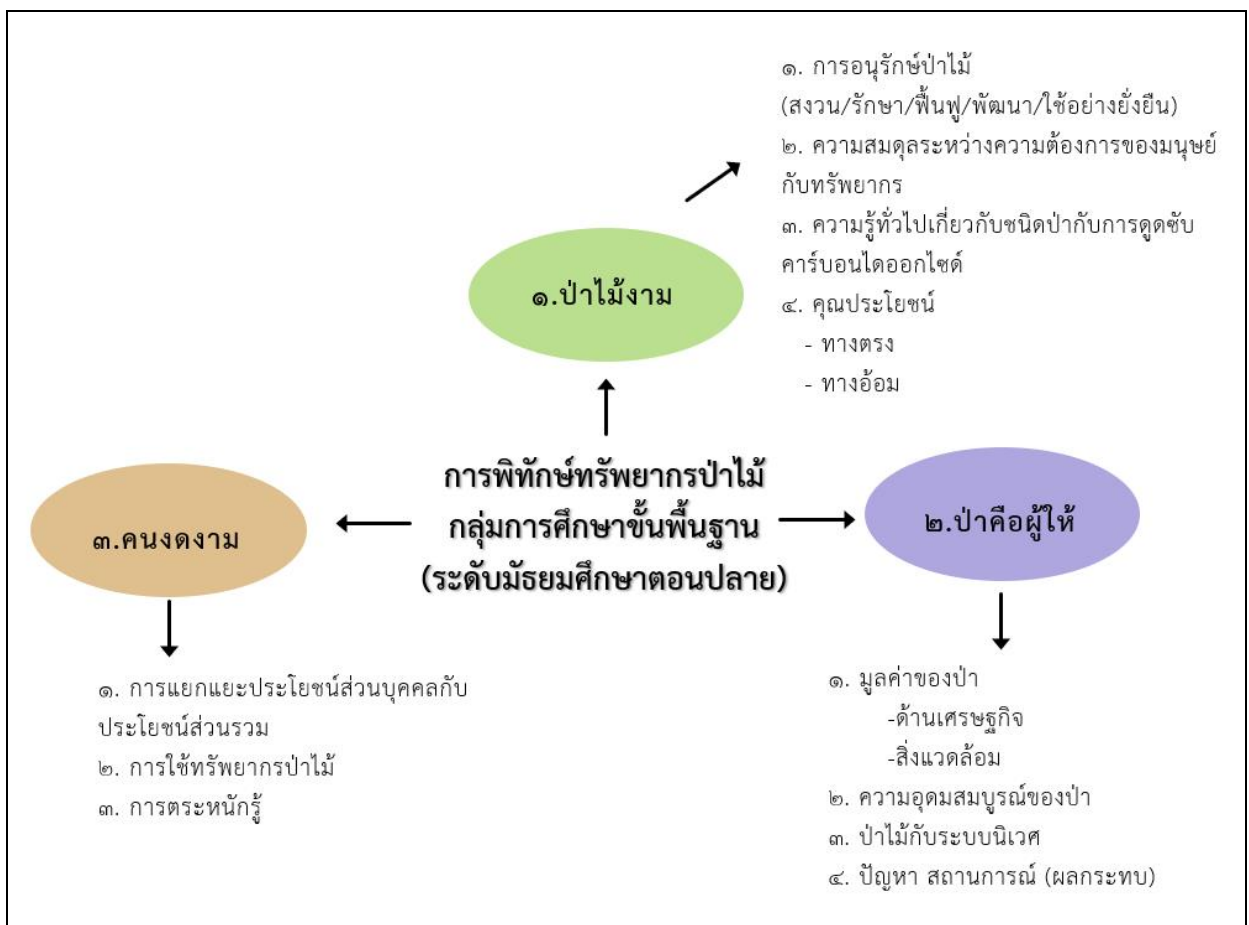 ๑. การอนุรักษ์ป่าไม้
(สงวน/รักษา/ฟื้นฟู/พัฒนา/ใช้อย่างยั่งยืน)
๒. ความสมดุลระหว่างความต้องการของมนุษย์
กับทรัพยากร
๓. ความรู้ทั่วไปเกี่ยวกับชนิดป่ากับการดูดซับ
คาร์บอนไดออกไซด์
๔. คุณประโยชน์
- ทางตรง
- ทางอ้อม
๑.ป่าไม้งาม
การพิทักษ์ทรัพยากรป่าไม้
กลุ่มการศึกษาขั้นพื้นฐาน
(ระดับมัธยมศึกษาตอนปลาย)
๒.ป่าคือผู้ให้
๑. มูลค่าของป่า
-ด้านเศรษฐกิจ
-สิ่งแวดล้อม
๒. ความอุดมสมบูรณ์ของป่า
๓. ป่าไม้กับระบบนิเวศ
๔. ปัญหา สถานการณ์ (ผลกระทบ)
๓.คนงดงาม
๑. การแยกแยะประโยชน์ส่วนบุคคลกับ
ประโยชน์ส่วนรวม
๒. การใช้ทรัพยากรป่าไม้
๓. การตระหนักรู้